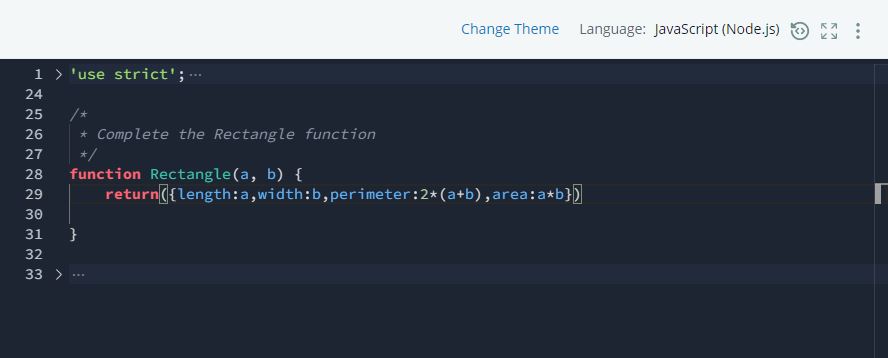 Change Theme Language: JavaScript (Node.js)
1 > 'use strict'; ···
24
25 /*
26 * Complete the Rectangle function
27 */
28 function Rectangle(a, b) {
29 return({length:a,width:b,perimeter:2*(a+b),area:a*b})
30
31 }
32
33 > ···